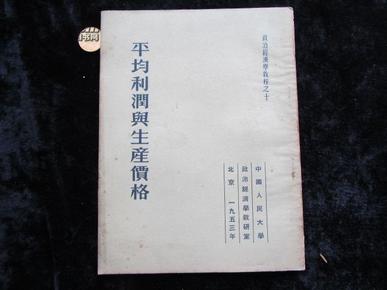 政治經濟學教程之十
平均利潤與生產價格
中國人民大學
政治經濟學教研室
北京 一九五三年